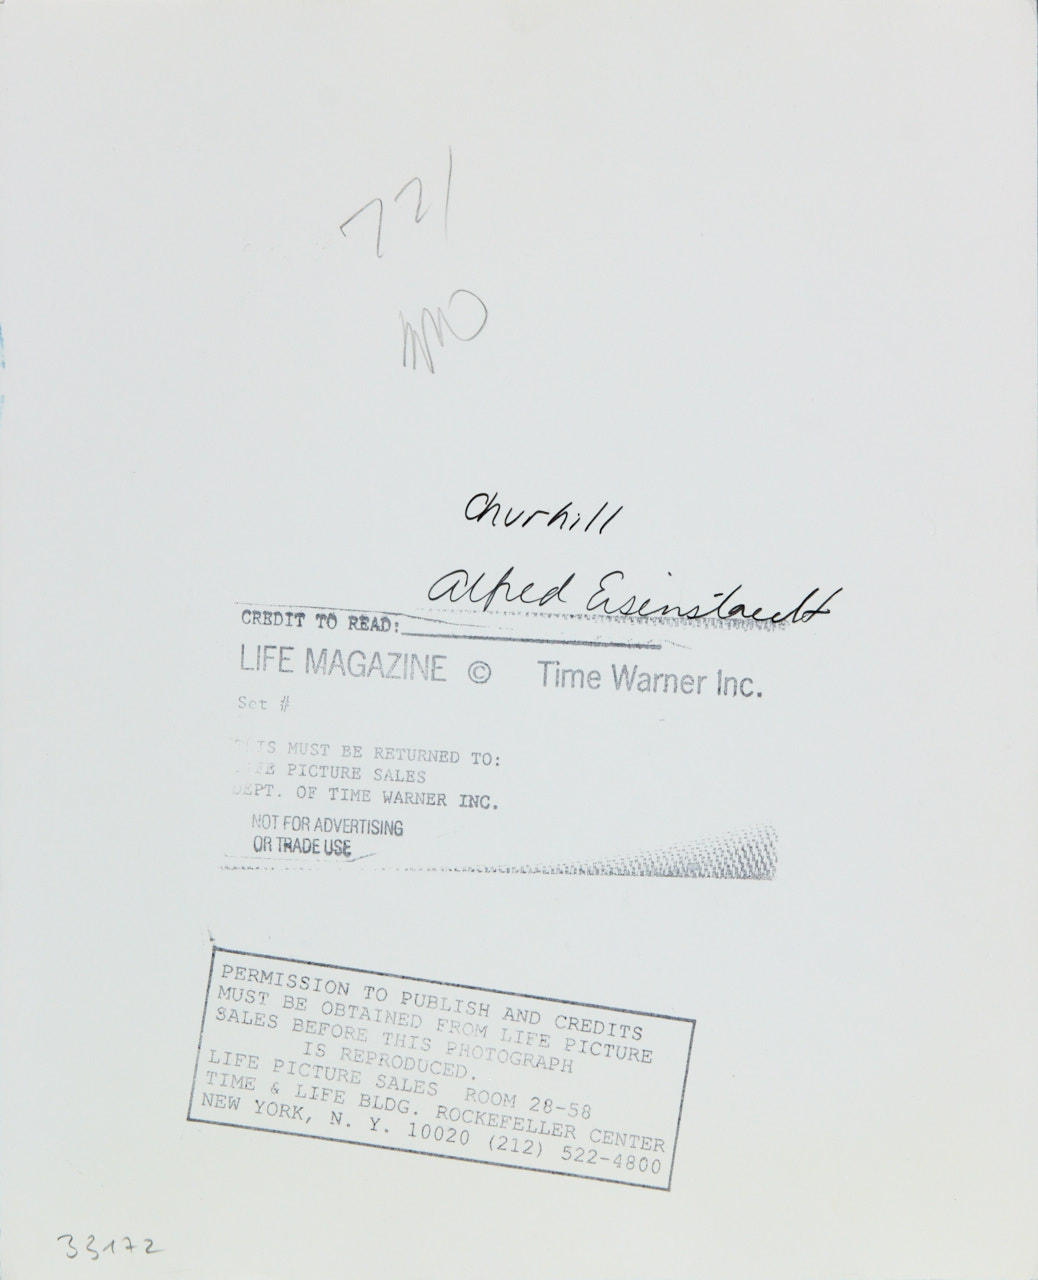 721
Churhill
Alfred Eisenstaedt
CREDIT TO READ:
LIFE MAGAZINE © Time Warner Inc.
Set #
THIS MUST BE RETURNED TO:
LIFE PICTURE SALES
DEPT. OF TIME WARNER INC.
NOT FOR ADVERTISING
OR TRADE USE
PERMISSION TO PUBLISH AND CREDITS
MUST BE OBTAINED FROM LIFE PICTURE
SALES BEFORE THIS PHOTOGRAPH
IS REPRODUCED.
LIFE PICTURE SALES ROOM 28-58
TIME & LIFE BLDG. ROCKEFELLER CENTER
NEW YORK, N. Y. 10020 (212) 522-4800
33172